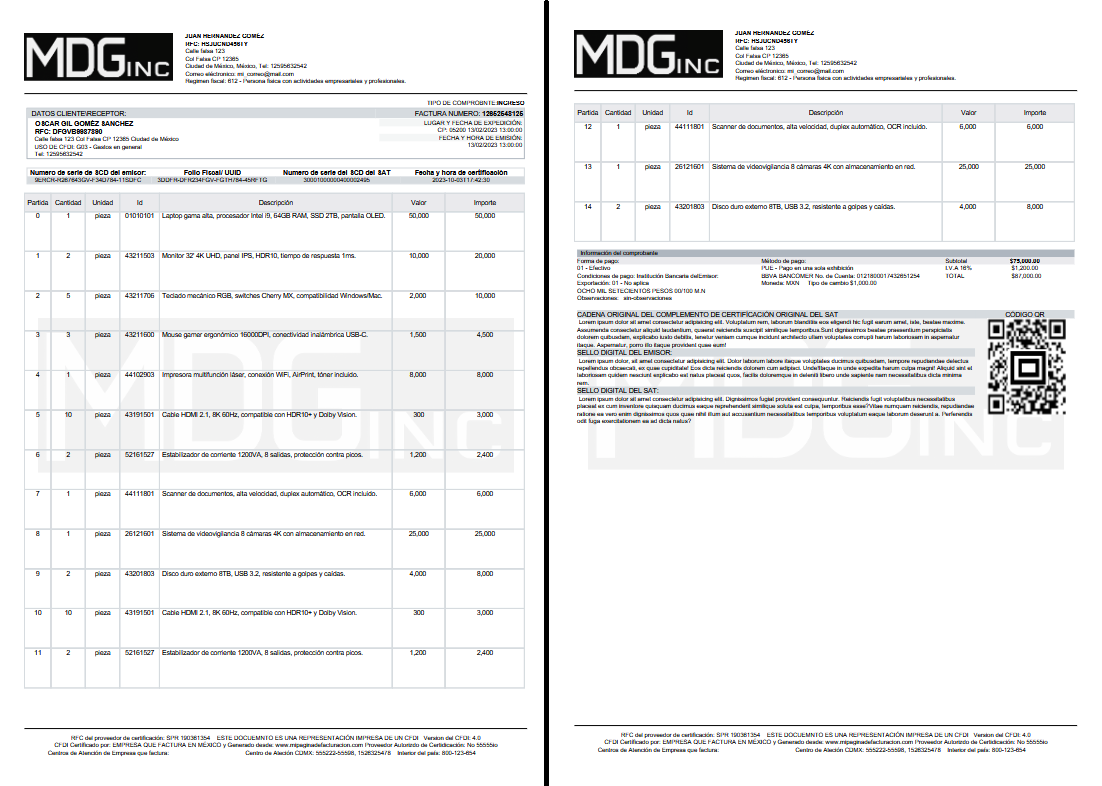 MDG INC
JUAN HERNANDEZ GOMÉZ
RFC: HSJUCND456TY
Calle falsa 123
Col Falsa CP 12365
Ciudad de México, México, Tel: 12595632542
Correo eléctronico: mi_correo@mail.com
Regimen fiscal: 612 - Persona física con actividades empresariales y profesionales.
TIPO DE COMPROBNTE:INGRESO
DATOS CLIENTE\RECEPTOR: FACTURA NUMERO: 12862648126
OSCAR GIL GOMÉZ SANCHEZ LUGAR Y FECHA DE EXPEDICIÓN:
RFC: DFGVB9987890 CP: 05200 13/02/2023 13:00:00
Calle falsa 123 Col Falsa CP 12365 Ciudad de México FECHA Y HORA DE EMISIÓN:
USO DE CFDI: G03 - Gastos en general 13/02/2023 13:00:00
Tel: 12595632542
Numero de serie de SCD del emisor: Folio Fiscal/ UUID Numero de serie del SCD del SAT Fecha y hora de certificación
9ERCR-R267843GV-F34D784-11SDFC 3DDFR-DFR234FGV-FGTH784-45RFTG 30001000000400002495 2023-10-03T17:42:30
Partida Cantidad Unidad Id Descripción Valor Importe
0 1 pieza 01010101 Laptop gama alta, procesador Intel i9, 64GB RAM, SSD 2TB, pantalla OLED. 50,000 50,000
1 2 pieza 43211503 Monitor 32' 4K UHD, panel IPS, HDR10, tiempo de respuesta 1ms. 10,000 20,000
2 5 pieza 43211706 Teclado mecánico RGB, switches Cherry MX, compatibilidad Windows/Mac. 2,000 10,000
3 3 pieza 43211600 Mouse gamer ergonómico 16000DPI, conectividad inalámbrica USB-C. 1,500 4,500
4 1 pieza 44102903 Impresora multifunción láser, conexión WiFi, AirPrint, tóner incluido. 8,000 8,000
5 10 pieza 43191501 Cable HDMI 2.1, 8K 60Hz, compatible con HDR10+ y Dolby Vision. 300 3,000
6 2 pieza 52161527 Estabilizador de corriente 1200VA, 8 salidas, protección contra picos. 1,200 2,400
7 1 pieza 44111801 Scanner de documentos, alta velocidad, duplex automático, OCR incluido. 6,000 6,000
8 1 pieza 26121601 Sistema de videovigilancia 8 cámaras 4K con almacenamiento en red. 25,000 25,000
9 2 pieza 43201803 Disco duro externo 8TB, USB 3.2, resistente a golpes y caídas. 4,000 8,000
10 10 pieza 43191501 Cable HDMI 2.1, 8K 60Hz, compatible con HDR10+ y Dolby Vision. 300 3,000
11 2 pieza 52161527 Estabilizador de corriente 1200VA, 8 salidas, protección contra picos. 1,200 2,400
MDG INC
RFC del proveedor de certificación: SPR 190361354 ESTE DOCUEMNTO ES UNA REPRESENTACIÓN IMPRESA DE UN CFDI Version del CFDI: 4.0
CFDI Certificado por: EMPRESA QUE FACTURA EN MÉXICO y Generado desde: www.mipaginadefacturacion.com Proveedor Autorizdo de Certidicación: No 55555io
Centros de Atención de Empresa que factura: Centro de Ateción CDMX: 555222-55598, 1526325478 Interior del país: 800-123-654
MDG INC
JUAN HERNANDEZ GOMÉZ
RFC: HSJUCND456TY
Calle falsa 123
Col Falsa CP 12365
Ciudad de México, México, Tel: 12595632542
Correo eléctronico: mi_correo@mail.com
Regimen fiscal: 612 - Persona física con actividades empresariales y profesionales.
Partida Cantidad Unidad Id Descripción Valor Importe
12 1 pieza 44111801 Scanner de documentos, alta velocidad, duplex automático, OCR incluido. 6,000 6,000
13 1 pieza 26121601 Sistema de videovigilancia 8 cámaras 4K con almacenamiento en red. 25,000 25,000
14 2 pieza 43201803 Disco duro externo 8TB, USB 3.2, resistente a golpes y caídas. 4,000 8,000
Información del comprobante
Forma de pago: Método de pago: Subtotal $75,000.00
01 - Efectivo PUE - Pago en una sola exhibición I.V.A 16% $1,200.00
Condiciones de pago: Institución Bancaria delEmisor: BBVA BANCOMER No. de Cuenta: 0121800017432651254 TOTAL $87,000.00
Exportación: 01 - No aplica Moneda: MXN Tipo de cambio $1,000.00
OCHO MIL SETECIENTOS PESOS 00/100 M.N
Observaciones: sin-observaciones
CADENA ORIGINAL DEL COMPLEMENTO DE CERTIFÍCACIÓN ORIGINAL DEL SAT CÓDIGO QR
Lorem ipsum dolor sit amet consectetur adipisicing elit. Voluptatum rem, laborum blanditiis eos eligendi hic fugit earum amet, iste, beatae maxime.
Assumenda consectetur aliquid laudantium, quaerat reiciendis suscipit similique temporibus.Sunt dignissimos beatae praesentium perspiciatis
dolorem quibusdam, explicabo iusto debitis, tenetur veniam cumque incidunt architecto ullam voluptates corrupti harum laboriosam in aspernatur
itaque. Aspernatur, porro illo itaque provident quae eum!
SELLO DIGITAL DEL EMISOR:
Lorem ipsum dolor, sit amet consectetur adipisicing elit. Dolor laborum labore itaque voluptates ducimus quibusdam, tempore repudiandae delectus
repellendus obcaecati, ex quae cupiditate! Eos dicta reiciendis dolorem cum adipisci. Unde!Itaque in unde expedita harum culpa magni! Aliquid sint et
laboriosam quidem nesciunt explicabo est natus placeat quos, facilis doloremque in deleniti libero unde sapiente nam necessitatibus dicta minima
rem.
SELLO DIGITAL DEL SAT:
Lorem ipsum dolor sit amet, consectetur adipisicing elit. Dignissimos fugiat provident consequuntur. Reiciendis fugit voluptatibus necessitatibus
placeat ex cum inventore quisquam ducimus eaque reprehenderit similique soluta est culpa, temporibus esse?Vitae numquam reiciendis, repudiandae
ratione ea vero enim dignissimos quos quae nihil illum aut accusantium necessitatibus temporibus voluptatum eaque laborum deserunt a. Perferendis
odit fuga exercitationem ea ad dicta natus?
MDG INC
RFC del proveedor de certificación: SPR 190361354 ESTE DOCUEMNTO ES UNA REPRESENTACIÓN IMPRESA DE UN CFDI Version del CFDI: 4.0
CFDI Certificado por: EMPRESA QUE FACTURA EN MÉXICO y Generado desde: www.mipaginadefacturacion.com Proveedor Autorizdo de Certidicación: No 55555io
Centros de Atención de Empresa que factura: Centro de Ateción CDMX: 555222-55598, 1526325478 Interior del país: 800-123-654